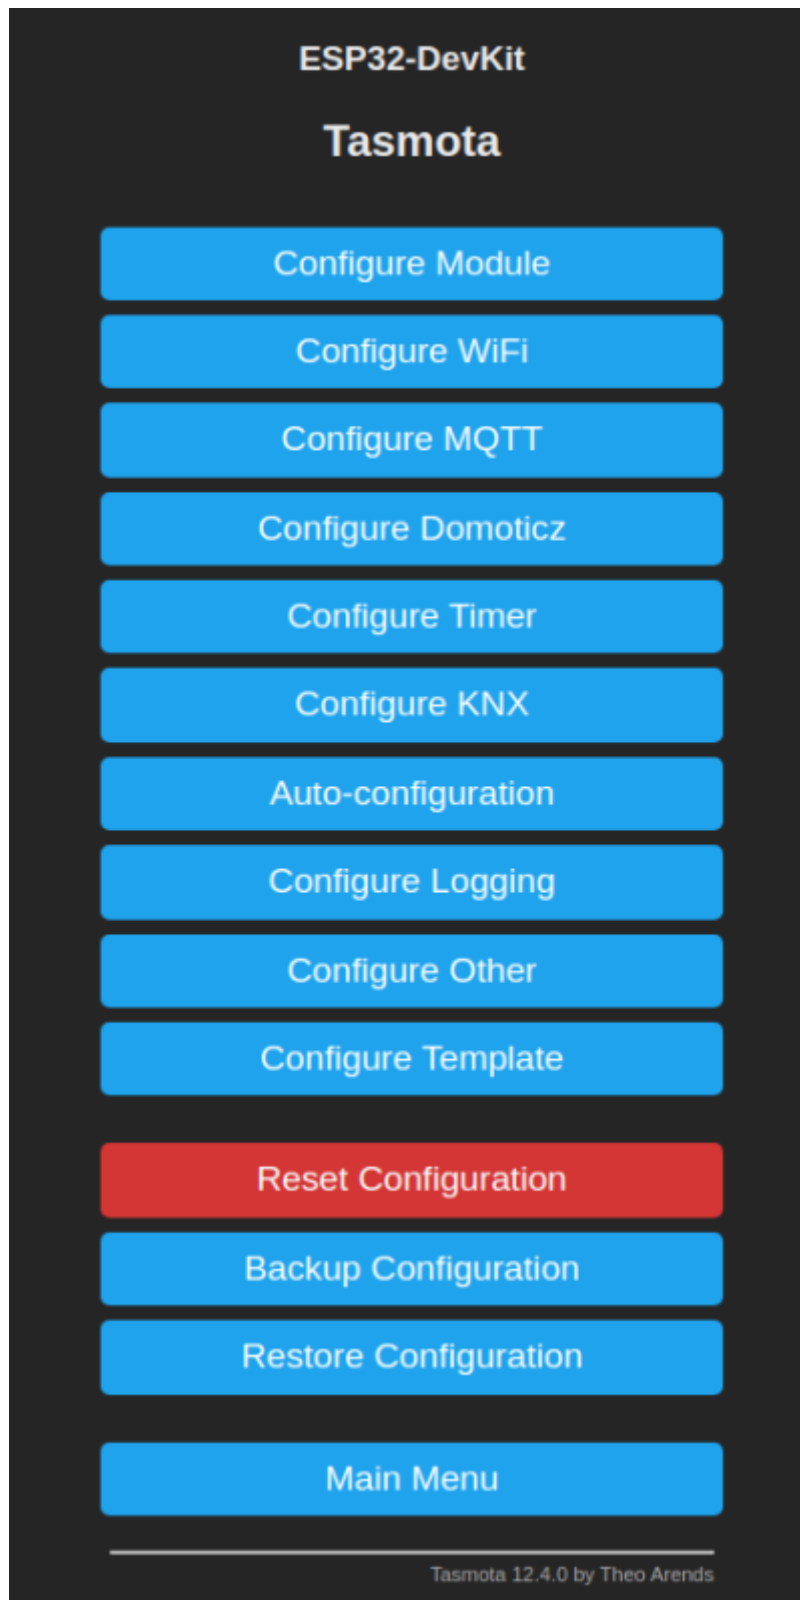 ESP32-DevKit
Tasmota
Configure Module
Configure WiFi
Configure MQTT
Configure Domoticz
Configure Timer
Configure KNX
Auto-configuration
Configure Logging
Configure Other
Configure Template
Reset Configuration
Backup Configuration
Restore Configuration
Main Menu
Tasmota 12.4.0 by Theo Arends